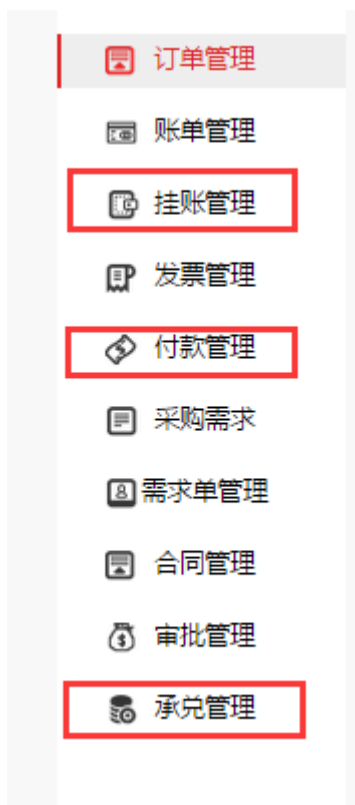 订单管理
账单管理
挂账管理
发票管理
付款管理
采购需求
需求单管理
合同管理
审批管理
承兑管理